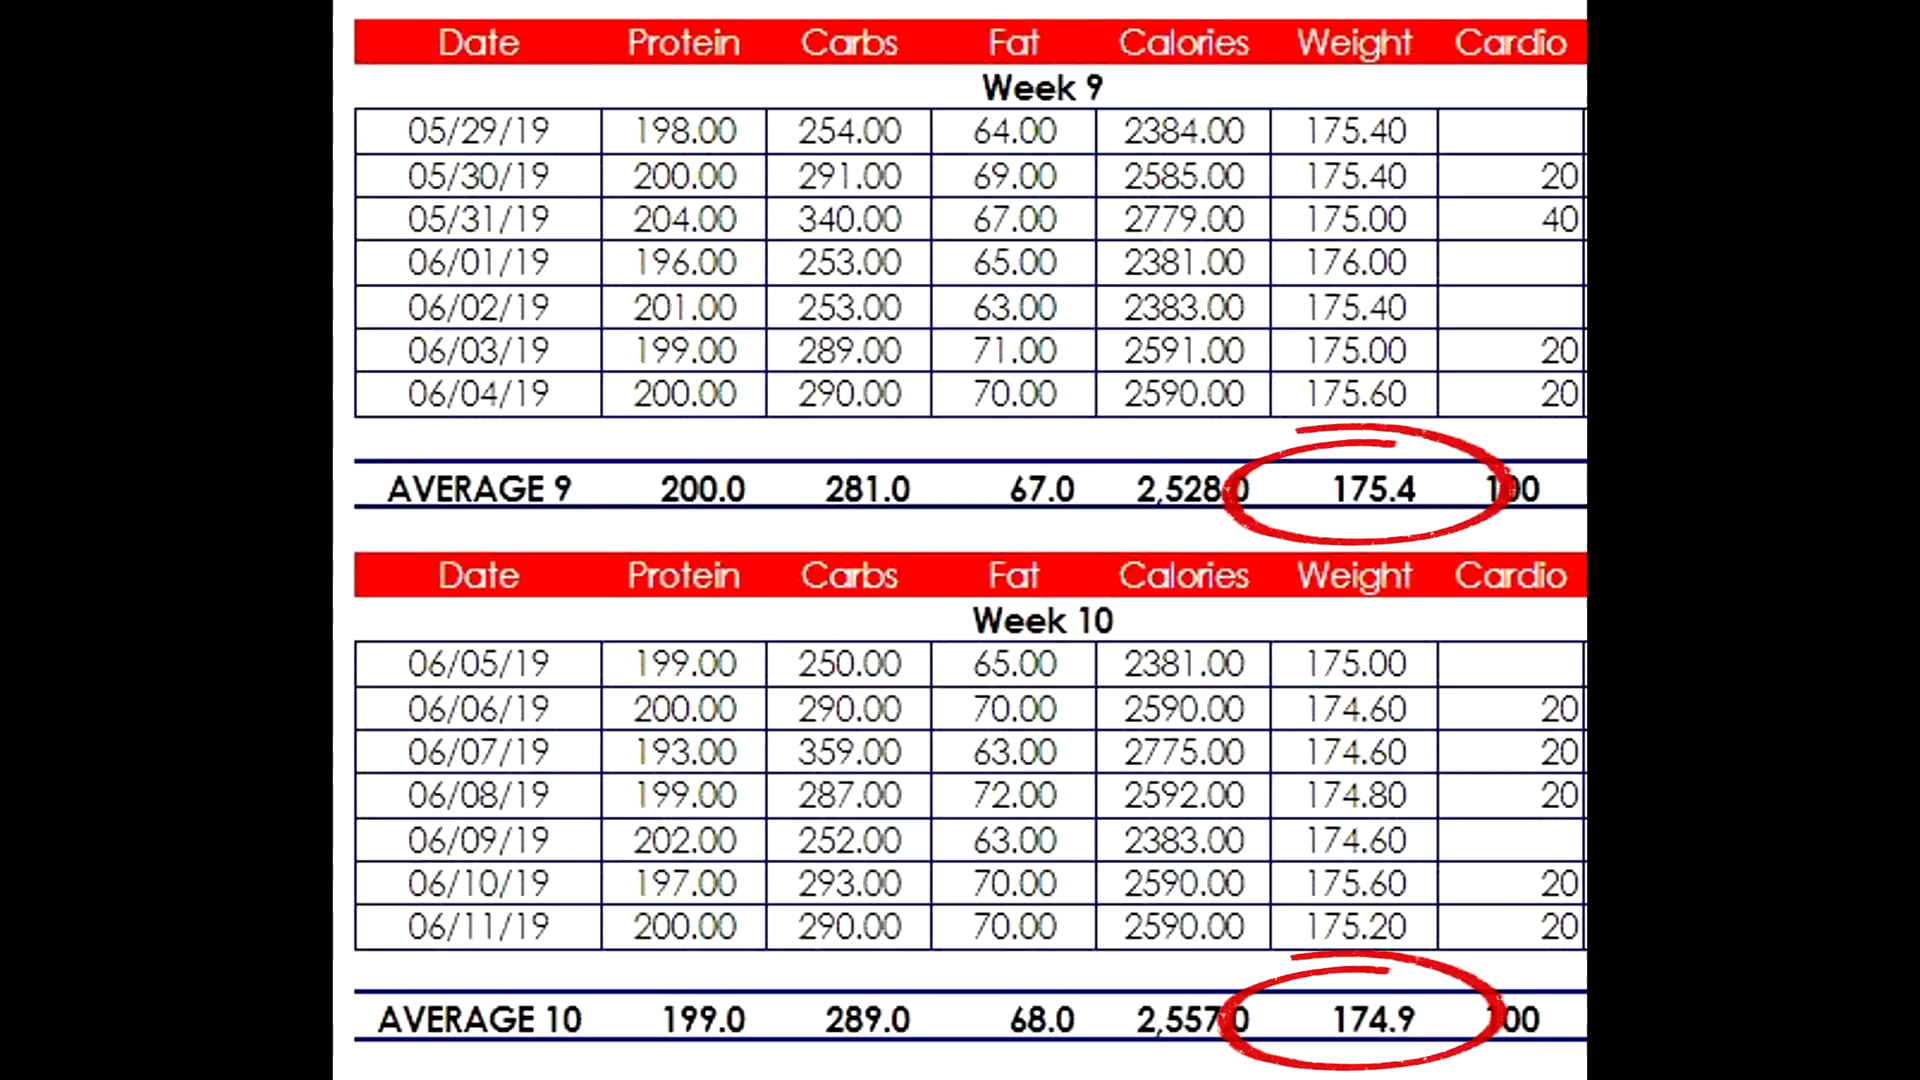 Date Protein Carbs Fat Calories Weight Cardio
Week 9
05/29/19 198.00 254.00 64.00 2384.00 175.40
05/30/19 200.00 291.00 69.00 2585.00 175.40 20
05/31/19 204.00 340.00 67.00 2779.00 175.00 40
06/01/19 196.00 253.00 65.00 2381.00 176.00
06/02/19 201.00 253.00 63.00 2383.00 175.40
06/03/19 199.00 289.00 71.00 2591.00 175.00 20
06/04/19 200.00 290.00 70.00 2590.00 175.60 20
AVERAGE 9 200.0 281.0 67.0 2,528.0 175.4 100
Date Protein Carbs Fat Calories Weight Cardio
Week 10
06/05/19 199.00 250.00 65.00 2381.00 175.00
06/06/19 200.00 290.00 70.00 2590.00 174.60 20
06/07/19 193.00 359.00 63.00 2775.00 174.60 20
06/08/19 199.00 287.00 72.00 2592.00 174.80 20
06/09/19 202.00 252.00 63.00 2383.00 174.60
06/10/19 197.00 293.00 70.00 2590.00 175.60 20
06/11/19 200.00 290.00 70.00 2590.00 175.20 20
AVERAGE 10 199.0 289.0 68.0 2,557.0 174.9 100